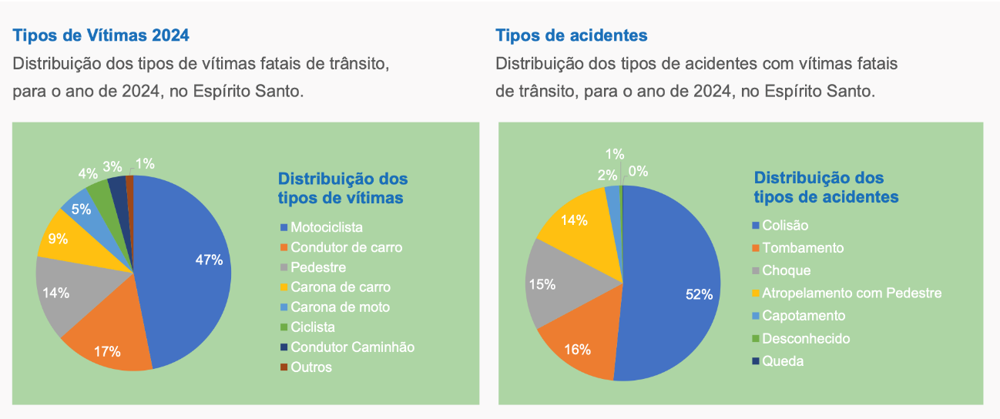 Tipos de Vítimas 2024
Distribuição dos tipos de vítimas fatais de trânsito,
para o ano de 2024, no Espírito Santo.
1%
3%
4%
5%
9%
14%
17%
47%
Distribuição dos
tipos de vítimas
Motociclista
Condutor de carro
Pedestre
Carona de carro
Carona de moto
Ciclista
Condutor Caminhão
Outros
Tipos de acidentes
Distribuição dos tipos de acidentes com vítimas fatais
de trânsito, para o ano de 2024, no Espírito Santo.
1%
0%
2%
14%
15%
16%
52%
Distribuição dos
tipos de acidentes
Colisão
Tombamento
Choque
Atropelamento com Pedestre
Capotamento
Desconhecido
Queda